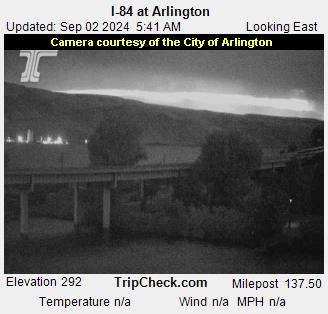 I-84 at Arlington
Updated: Sep 02 2024 5:41 AM Looking East
Camera courtesy of the City of Arlington
Elevation 292 TripCheck.com Milepost 137.50
Temperature n/a Wind n/a MPH n/a